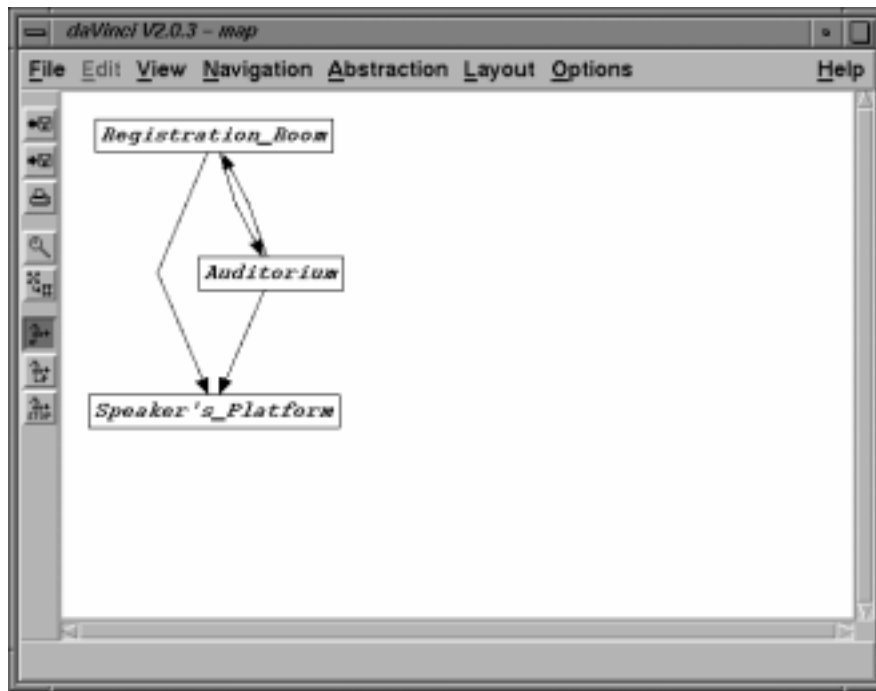 daVinci V2.0.3 – map
File Edit View Navigation Abstraction Layout Options Help
Registration_Room
Auditorium
Speaker's_Platform